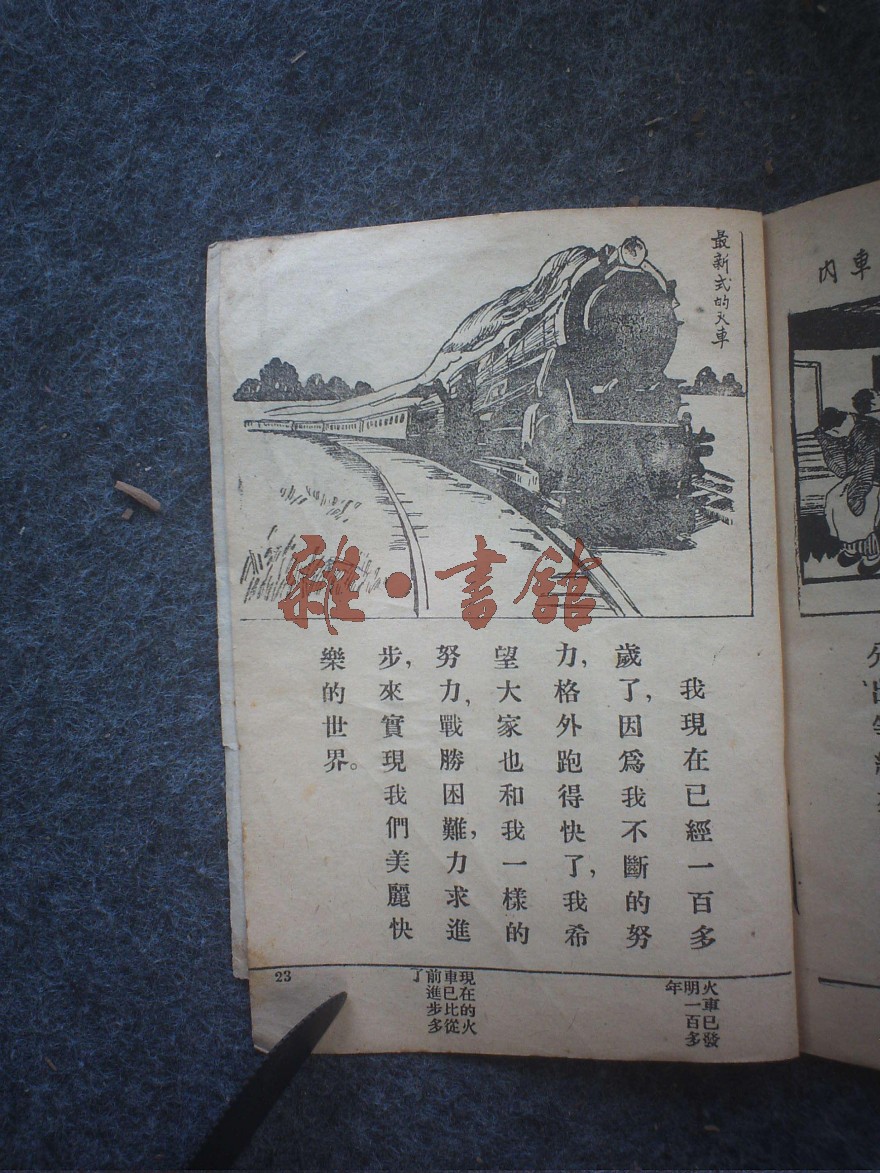 車內
最新式的火車
我現在已經一百多
歲了,因爲我不斷的努
力,格外跑得快了,我希
望大家也和我一樣的
努力,戰勝困難,力求進
步,來實現我們美麗快
樂的世界。
火車已發
明一百多
年
現在的火
車已比從
前進步多
了
23
雜·書館